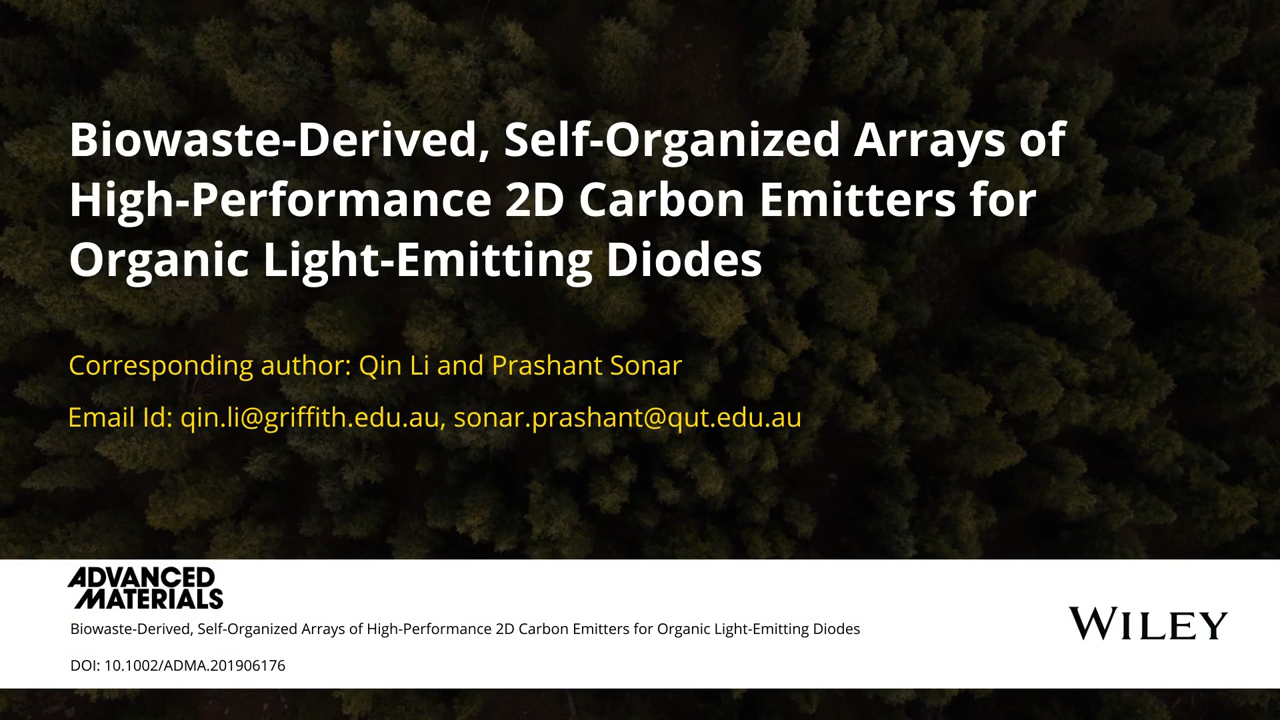 Biowaste-Derived, Self-Organized Arrays of
High-Performance 2D Carbon Emitters for
Organic Light-Emitting Diodes
Corresponding author: Qin Li and Prashant Sonar
Email Id: qin.li@griffith.edu.au, sonar.prashant@qut.edu.au
ADVANCED
MATERIALS
Biowaste-Derived, Self-Organized Arrays of High-Performance 2D Carbon Emitters for Organic Light-Emitting Diodes
DOI: 10.1002/ADMA.201906176
WILEY